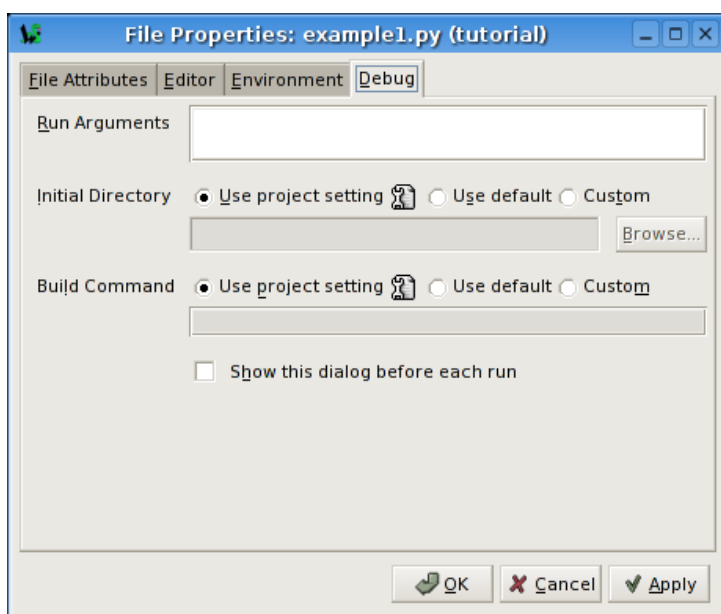 File Properties: example1.py (tutorial)
File Attributes Editor Environment Debug
Run Arguments
Initial Directory Use project setting Use default Custom
Browse...
Build Command Use project setting Use default Custom
Show this dialog before each run
OK Cancel Apply